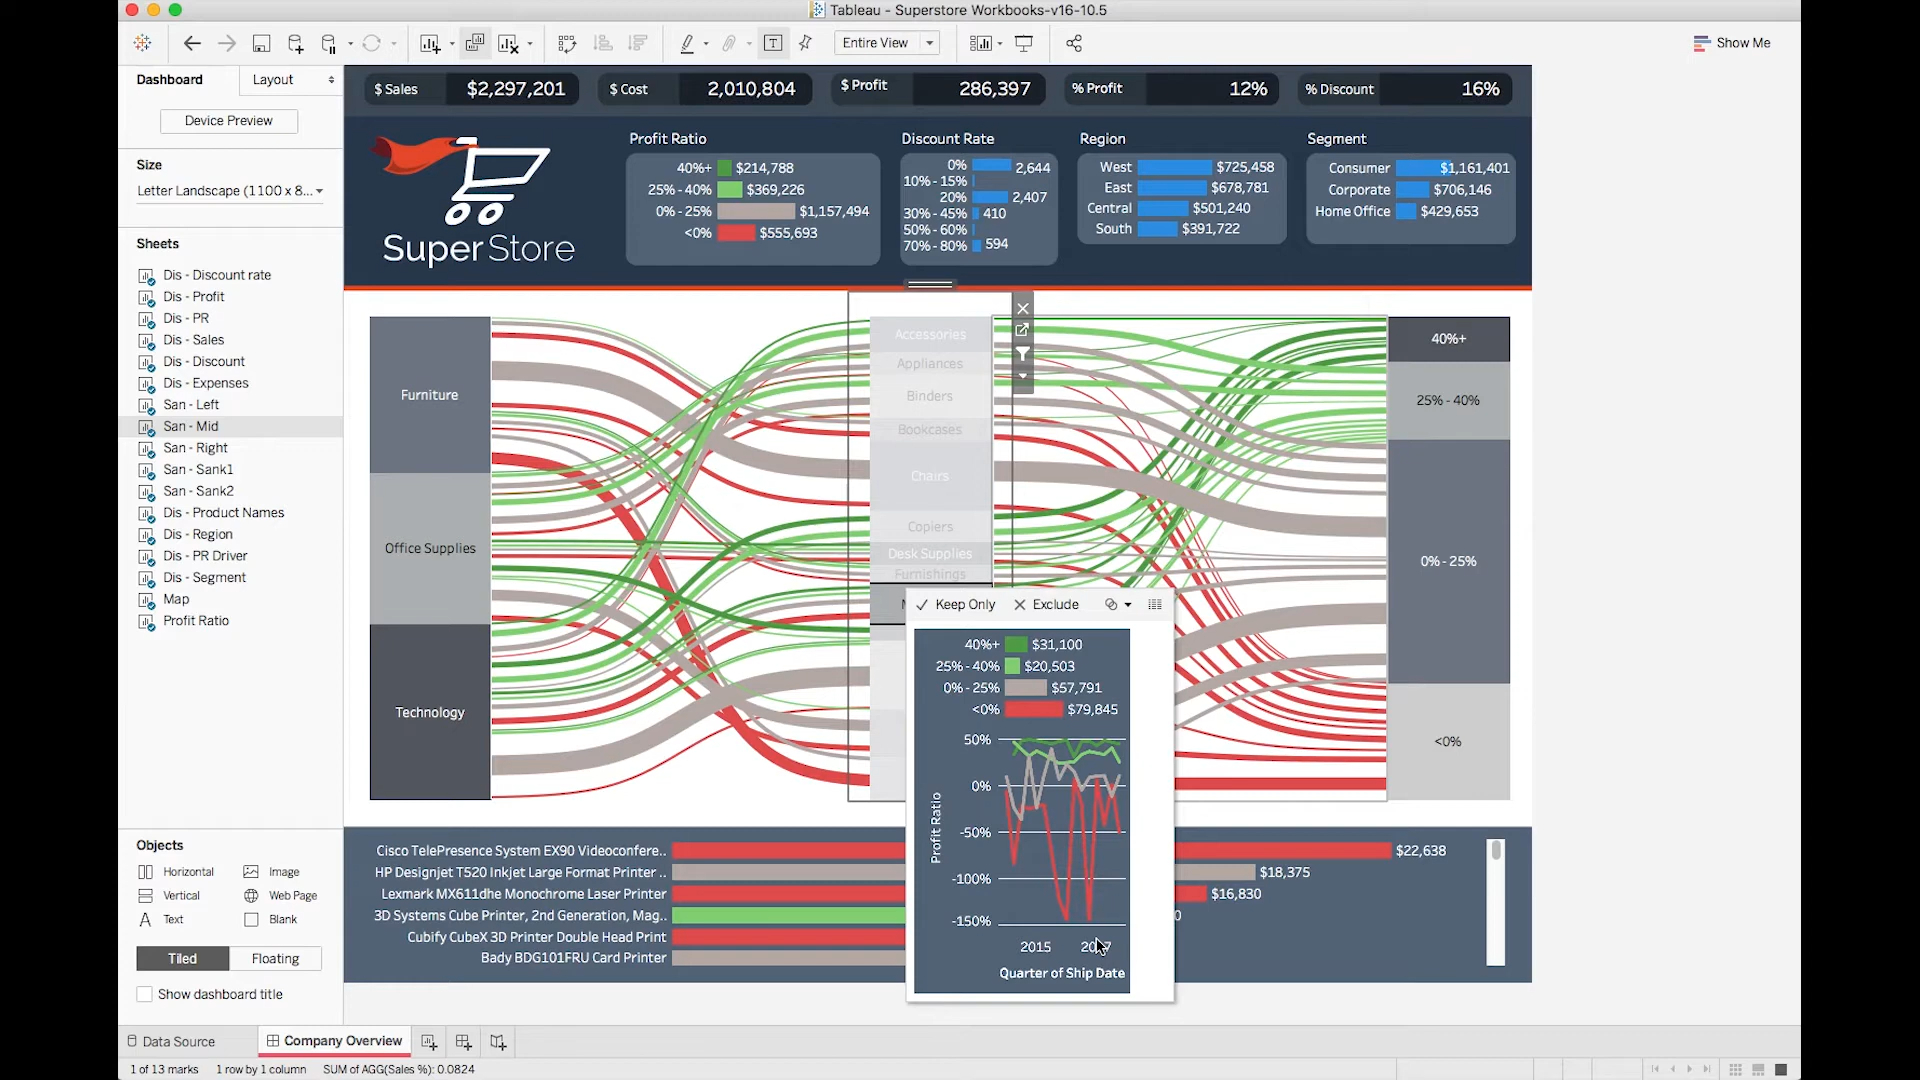 Tableau - Superstore Workbooks-v16-10.5
Entire View
Show Me
Dashboard
Layout
Device Preview
Size
Letter Landscape (1100 x 8...
Sheets
Dis - Discount rate
Dis - Profit
Dis - PR
Dis - Sales
Dis - Discount
Dis - Expenses
San - Left
San - Mid
San - Right
San - Sank1
San - Sank2
Dis - Product Names
Dis - Region
Dis - PR Driver
Dis - Segment
Map
Profit Ratio
Objects
Horizontal
Image
Vertical
Web Page
A Text
Blank
Tiled
Floating
Show dashboard title
$ Sales $2,297,201
$ Cost 2,010,804
$ Profit 286,397
% Profit 12%
% Discount 16%
SuperStore
Profit Ratio
40%+ $214,788
25% - 40% $369,226
0% - 25% $1,157,494
<0% $555,693
Discount Rate
0% 2,644
10% - 15%
20% 2,407
30% - 45% 410
50% - 60%
70% - 80% 594
Region
West $725,458
East $678,781
Central $501,240
South $391,722
Segment
Consumer $1,161,401
Corporate $706,146
Home Office $429,653
Furniture
Office Supplies
Technology
Accessories
Appliances
Binders
Bookcases
Chairs
Copiers
Desk Supplies
Furnishings
40%+
25% - 40%
0% - 25%
<0%
Keep Only
Exclude
40%+ $31,100
25% - 40% $20,503
0% - 25% $57,791
<0% $79,845
50%
0%
-50%
-100%
-150%
Profit Ratio
2015
Quarter of Ship Date
Cisco TelePresence System EX90 Videoconfere.. $22,638
HP Designjet T520 Inkjet Large Format Printer .. $18,375
Lexmark MX611dhe Monochrome Laser Printer $16,830
3D Systems Cube Printer, 2nd Generation, Mag.. 0
Cubify CubeX 3D Printer Double Head Print
Bady BDG101FRU Card Printer
Data Source
Company Overview
1 of 13 marks
1 row by 1 column
SUM of AGG(Sales %): 0.0824